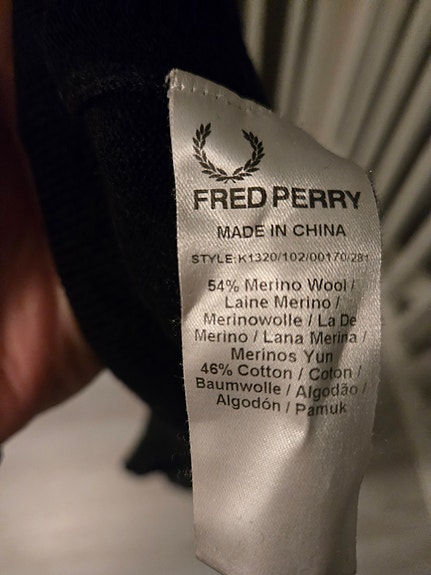 FRED PERRY
MADE IN CHINA
STYLE:K1320/102/00170/281
54% Merino Wool /
Laine Merino /
Merinowolle / La De
Merino / Lana Merina /
Merinos Yun
46% Cotton / Coton /
Baumwolle / Algodão /
Algodón / Pamuk